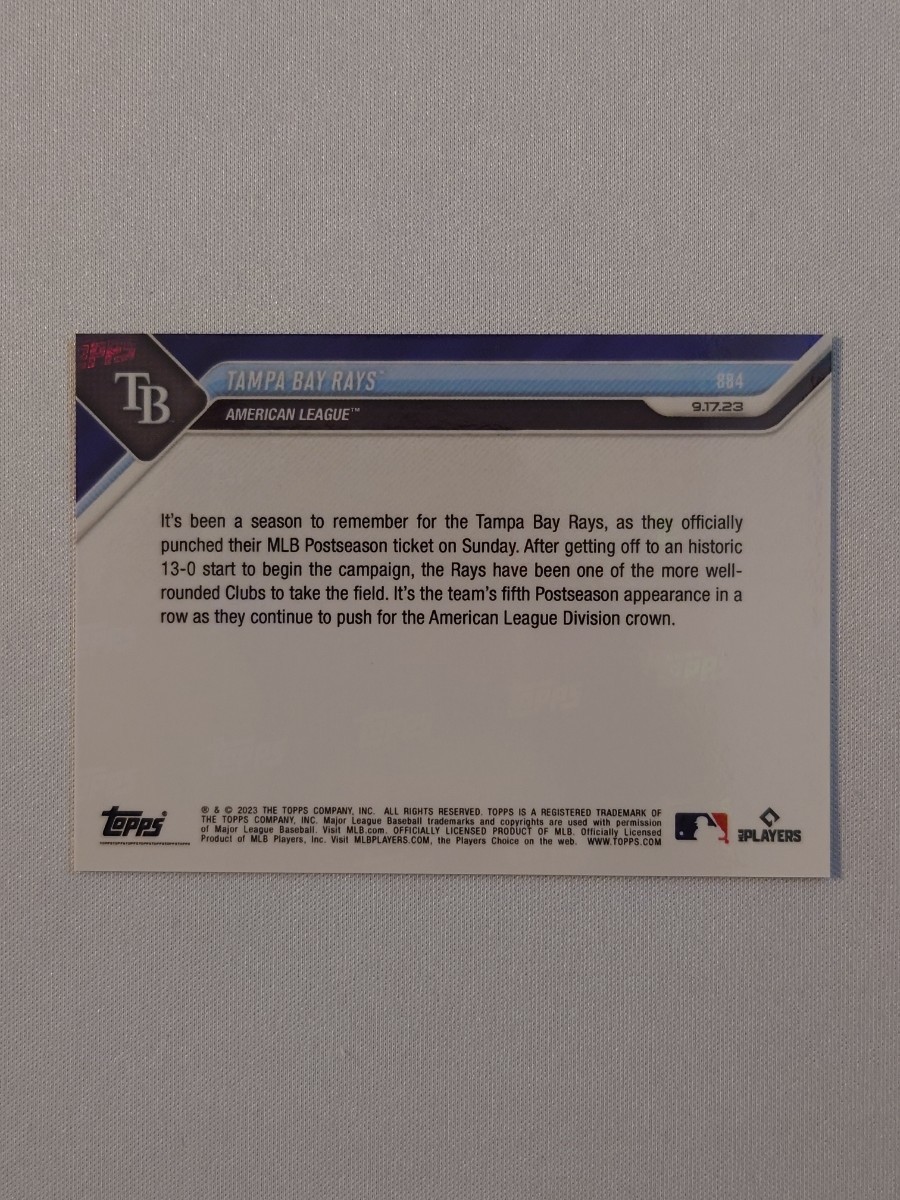 TOPPS
TB
TAMPA BAY RAYS™
884
AMERICAN LEAGUE™
9.17.23
It's been a season to remember for the Tampa Bay Rays, as they officially
punched their MLB Postseason ticket on Sunday. After getting off to an historic
13-0 start to begin the campaign, the Rays have been one of the more well-
rounded Clubs to take the field. It's the team's fifth Postseason appearance in a
row as they continue to push for the American League Division crown.
Topps®
® & © 2023 THE TOPPS COMPANY, INC. ALL RIGHTS RESERVED. TOPPS IS A REGISTERED TRADEMARK OF
THE TOPPS COMPANY, INC. Major League Baseball trademarks and copyrights are used with permission
of Major League Baseball. Visit MLB.com. OFFICIALLY LICENSED PRODUCT OF MLB. Officially Licensed
Product of MLB Players, Inc. Visit MLBPLAYERS.COM, the Players Choice on the web. WWW.TOPPS.COM
MLB PLAYERS